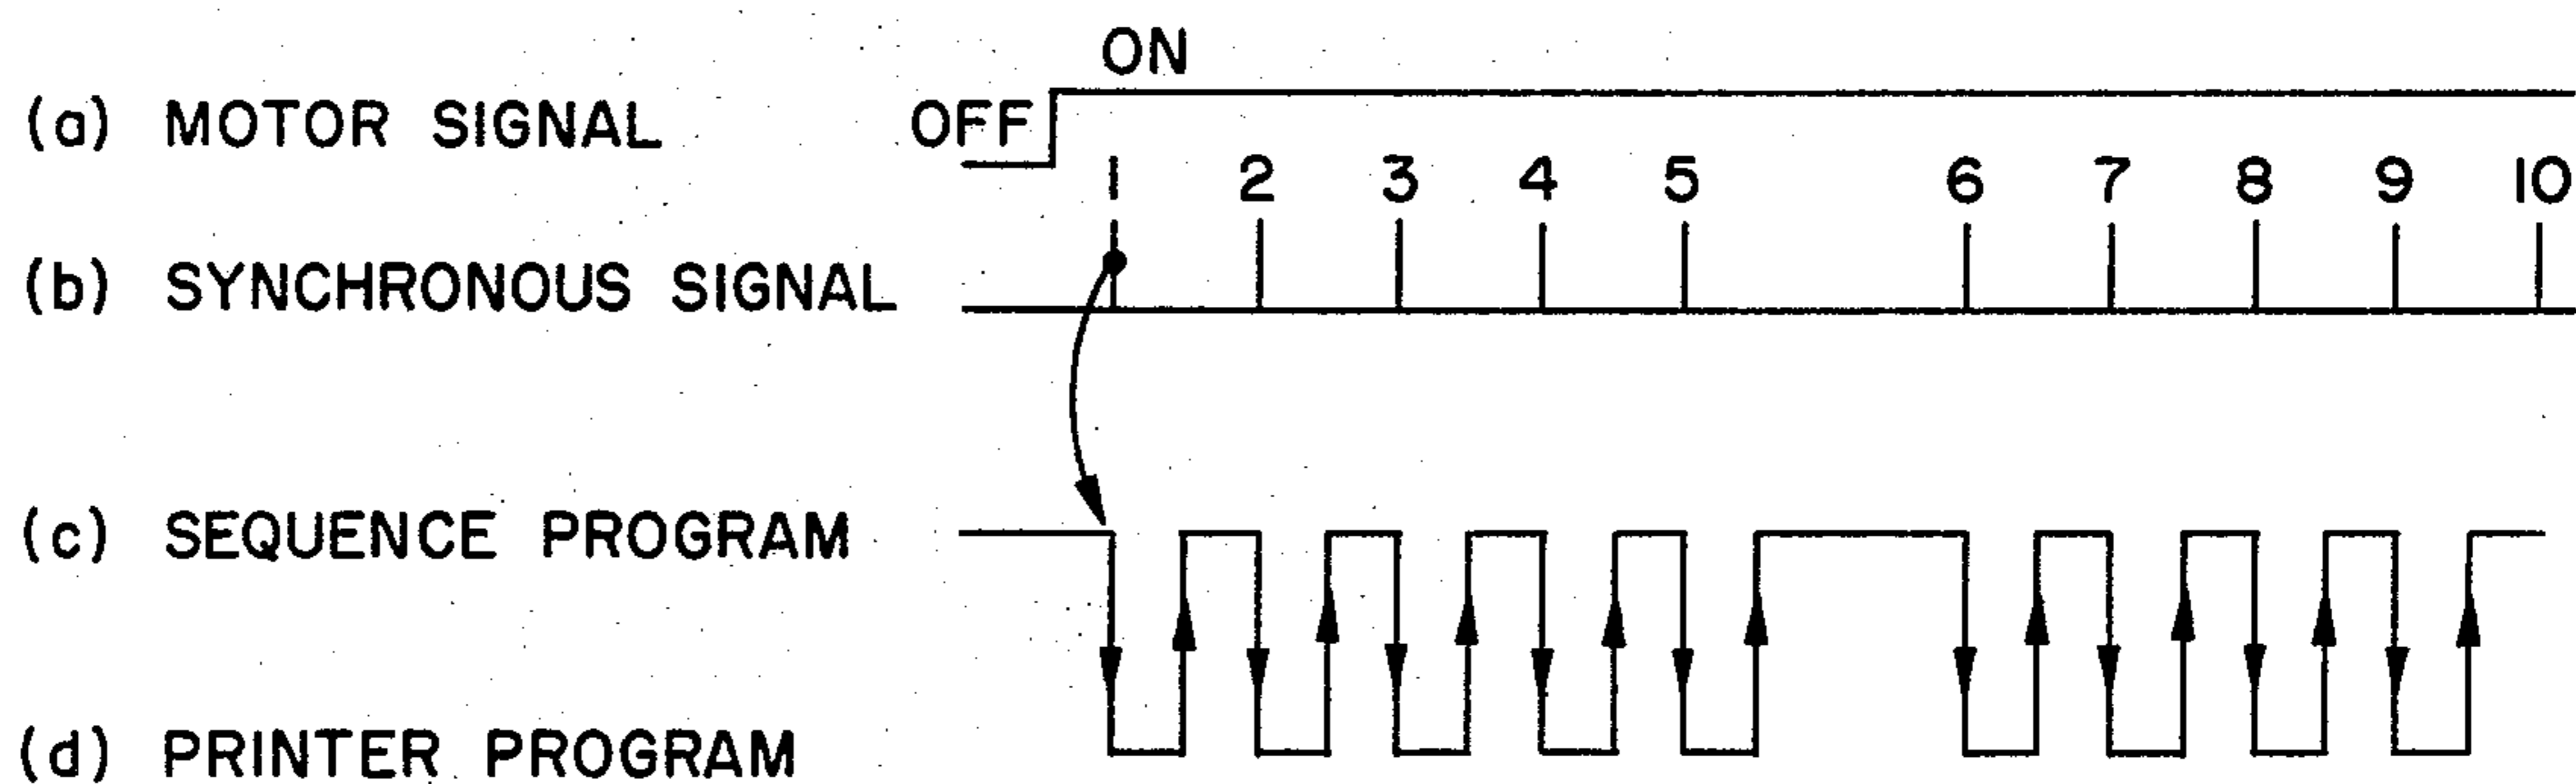 ON
(a) MOTOR SIGNAL OFF
1 2 3 4 5 6 7 8 9 10
(b) SYNCHRONOUS SIGNAL
(c) SEQUENCE PROGRAM
(d) PRINTER PROGRAM